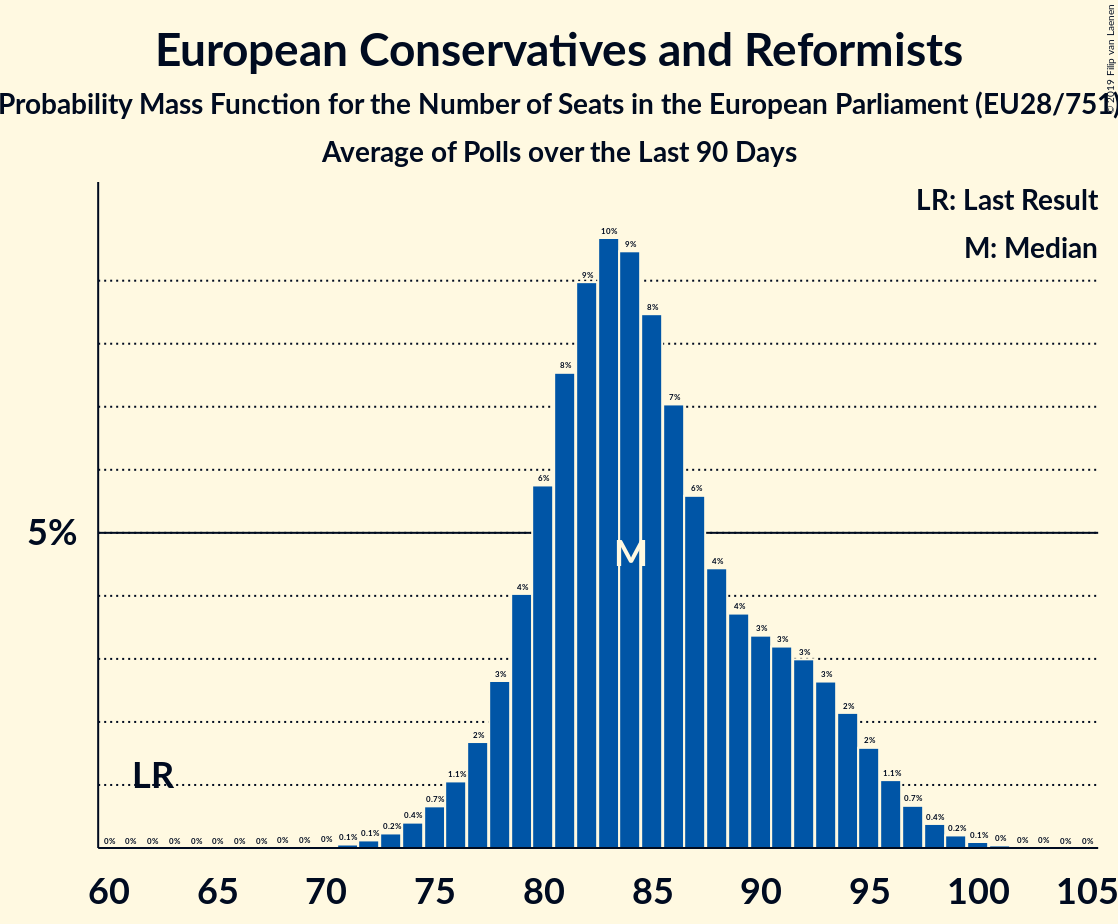 European Conservatives and Reformists
© 2019 Filip van Laenen
Probability Mass Function for the Number of Seats in the European Parliament (EU28/751)
Average of Polls over the Last 90 Days
LR: Last Result
M: Median
10%
9%
9%
8%
8%
7%
6%
6%
5%
M
4%
4%
4%
3%
3%
3%
3%
3%
2%
2%
2%
LR
1.1%
1.1%
0.7%
0.7%
0.4%
0.4%
0.2%
0.2%
0% 0% 0% 0% 0% 0% 0% 0% 0% 0% 0% 0.1% 0.1% 0.1% 0% 0% 0% 0% 0%
60 65 70 75 80 85 90 95 100 105